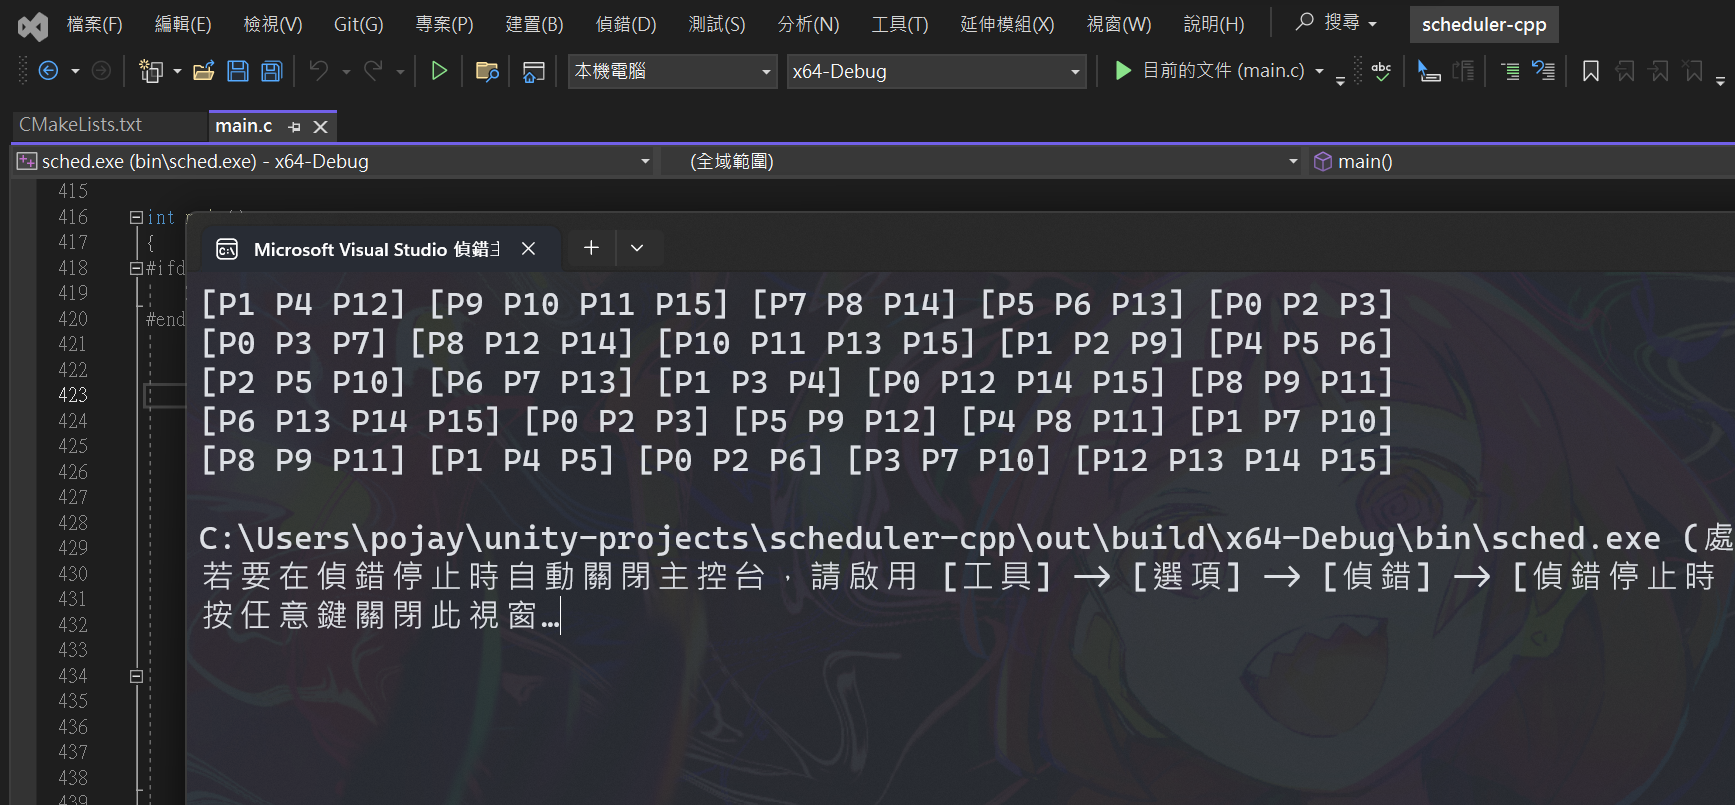 檔案(F) 編輯(E) 檢視(V) Git(G) 專案(P) 建置(B) 偵錯(D) 測試(S) 分析(N) 工具(T) 延伸模組(X) 視窗(W) 說明(H) 搜尋 scheduler-cpp
本機電腦 x64-Debug 目前的文件 (main.c) abc
CMakeLists.txt main.c
sched.exe (bin\sched.exe) - x64-Debug (全域範圍) main()
415
416 int
417 {
418 #ifd
419
420 #end
421
422
423
424
425
426
427
428
429
430
431
432
433
434
435
436
437
438
439
Microsoft Visual Studio 偵錯主
[P1 P4 P12] [P9 P10 P11 P15] [P7 P8 P14] [P5 P6 P13] [P0 P2 P3]
[P0 P3 P7] [P8 P12 P14] [P10 P11 P13 P15] [P1 P2 P9] [P4 P5 P6]
[P2 P5 P10] [P6 P7 P13] [P1 P3 P4] [P0 P12 P14 P15] [P8 P9 P11]
[P6 P13 P14 P15] [P0 P2 P3] [P5 P9 P12] [P4 P8 P11] [P1 P7 P10]
[P8 P9 P11] [P1 P4 P5] [P0 P2 P6] [P3 P7 P10] [P12 P13 P14 P15]
C:\Users\pojay\unity-projects\scheduler-cpp\out\build\x64-Debug\bin\sched.exe (處
若要在偵錯停止時自動關閉主控台，請啟用 [工具] -> [選項] -> [偵錯] -> [偵錯停止時
按任意鍵關閉此視窗…